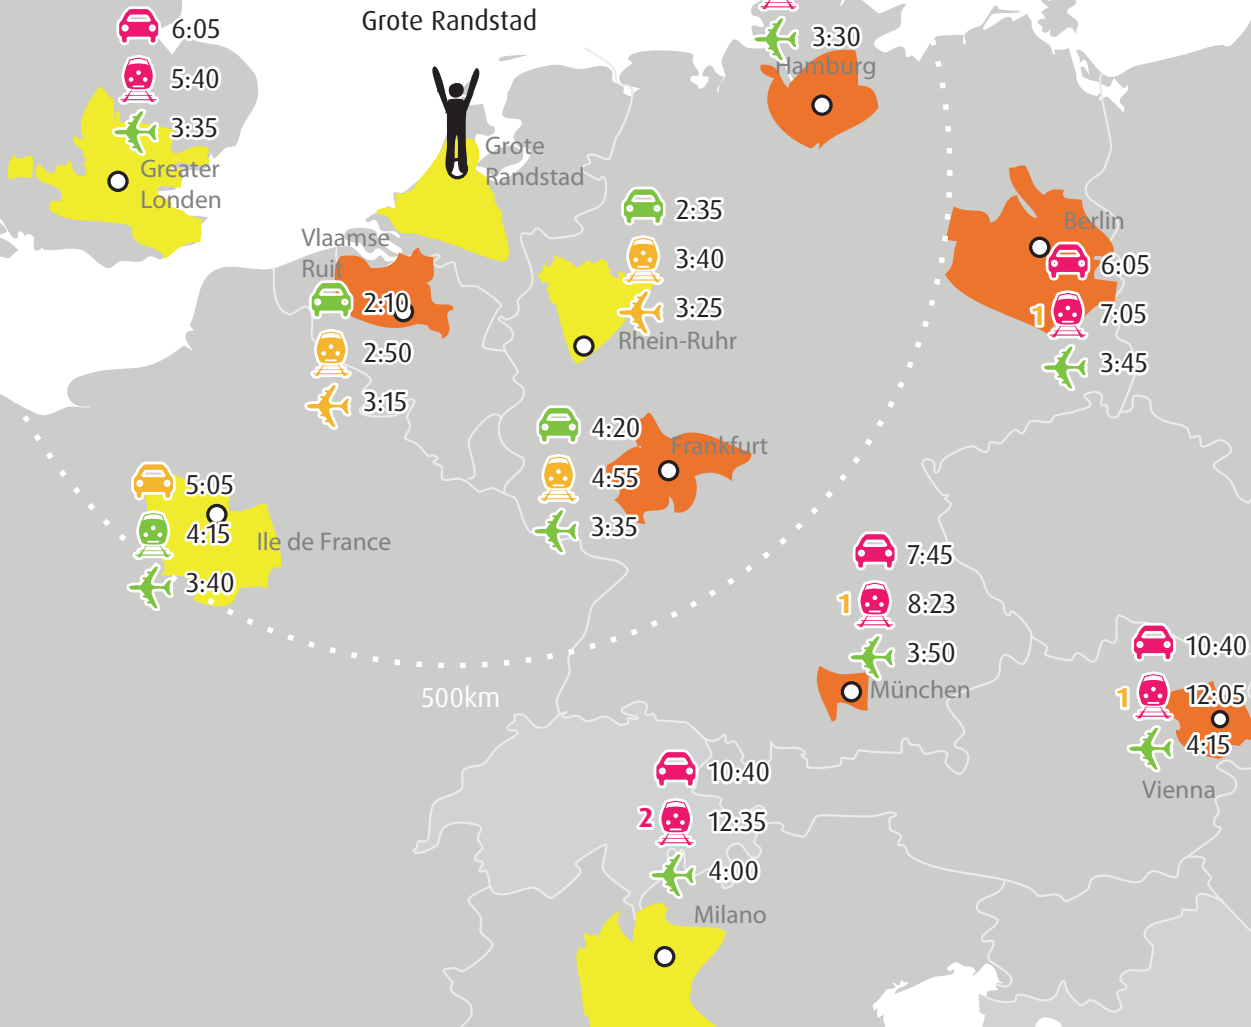 Grote Randstad
6:05
5:40
3:35
Greater
Londen
3:30
Hamburg
Grote
Randstad
Vlaamse
Ruit
2:10
2:50
3:15
2:35
3:40
3:25
Rhein-Ruhr
Berlin
6:05
1 7:05
3:45
4:20
4:55
3:35
Frankfurt
5:05
4:15
3:40
Ile de France
500km
7:45
1 8:23
3:50
München
10:40
1 12:05
4:15
Vienna
10:40
2 12:35
4:00
Milano